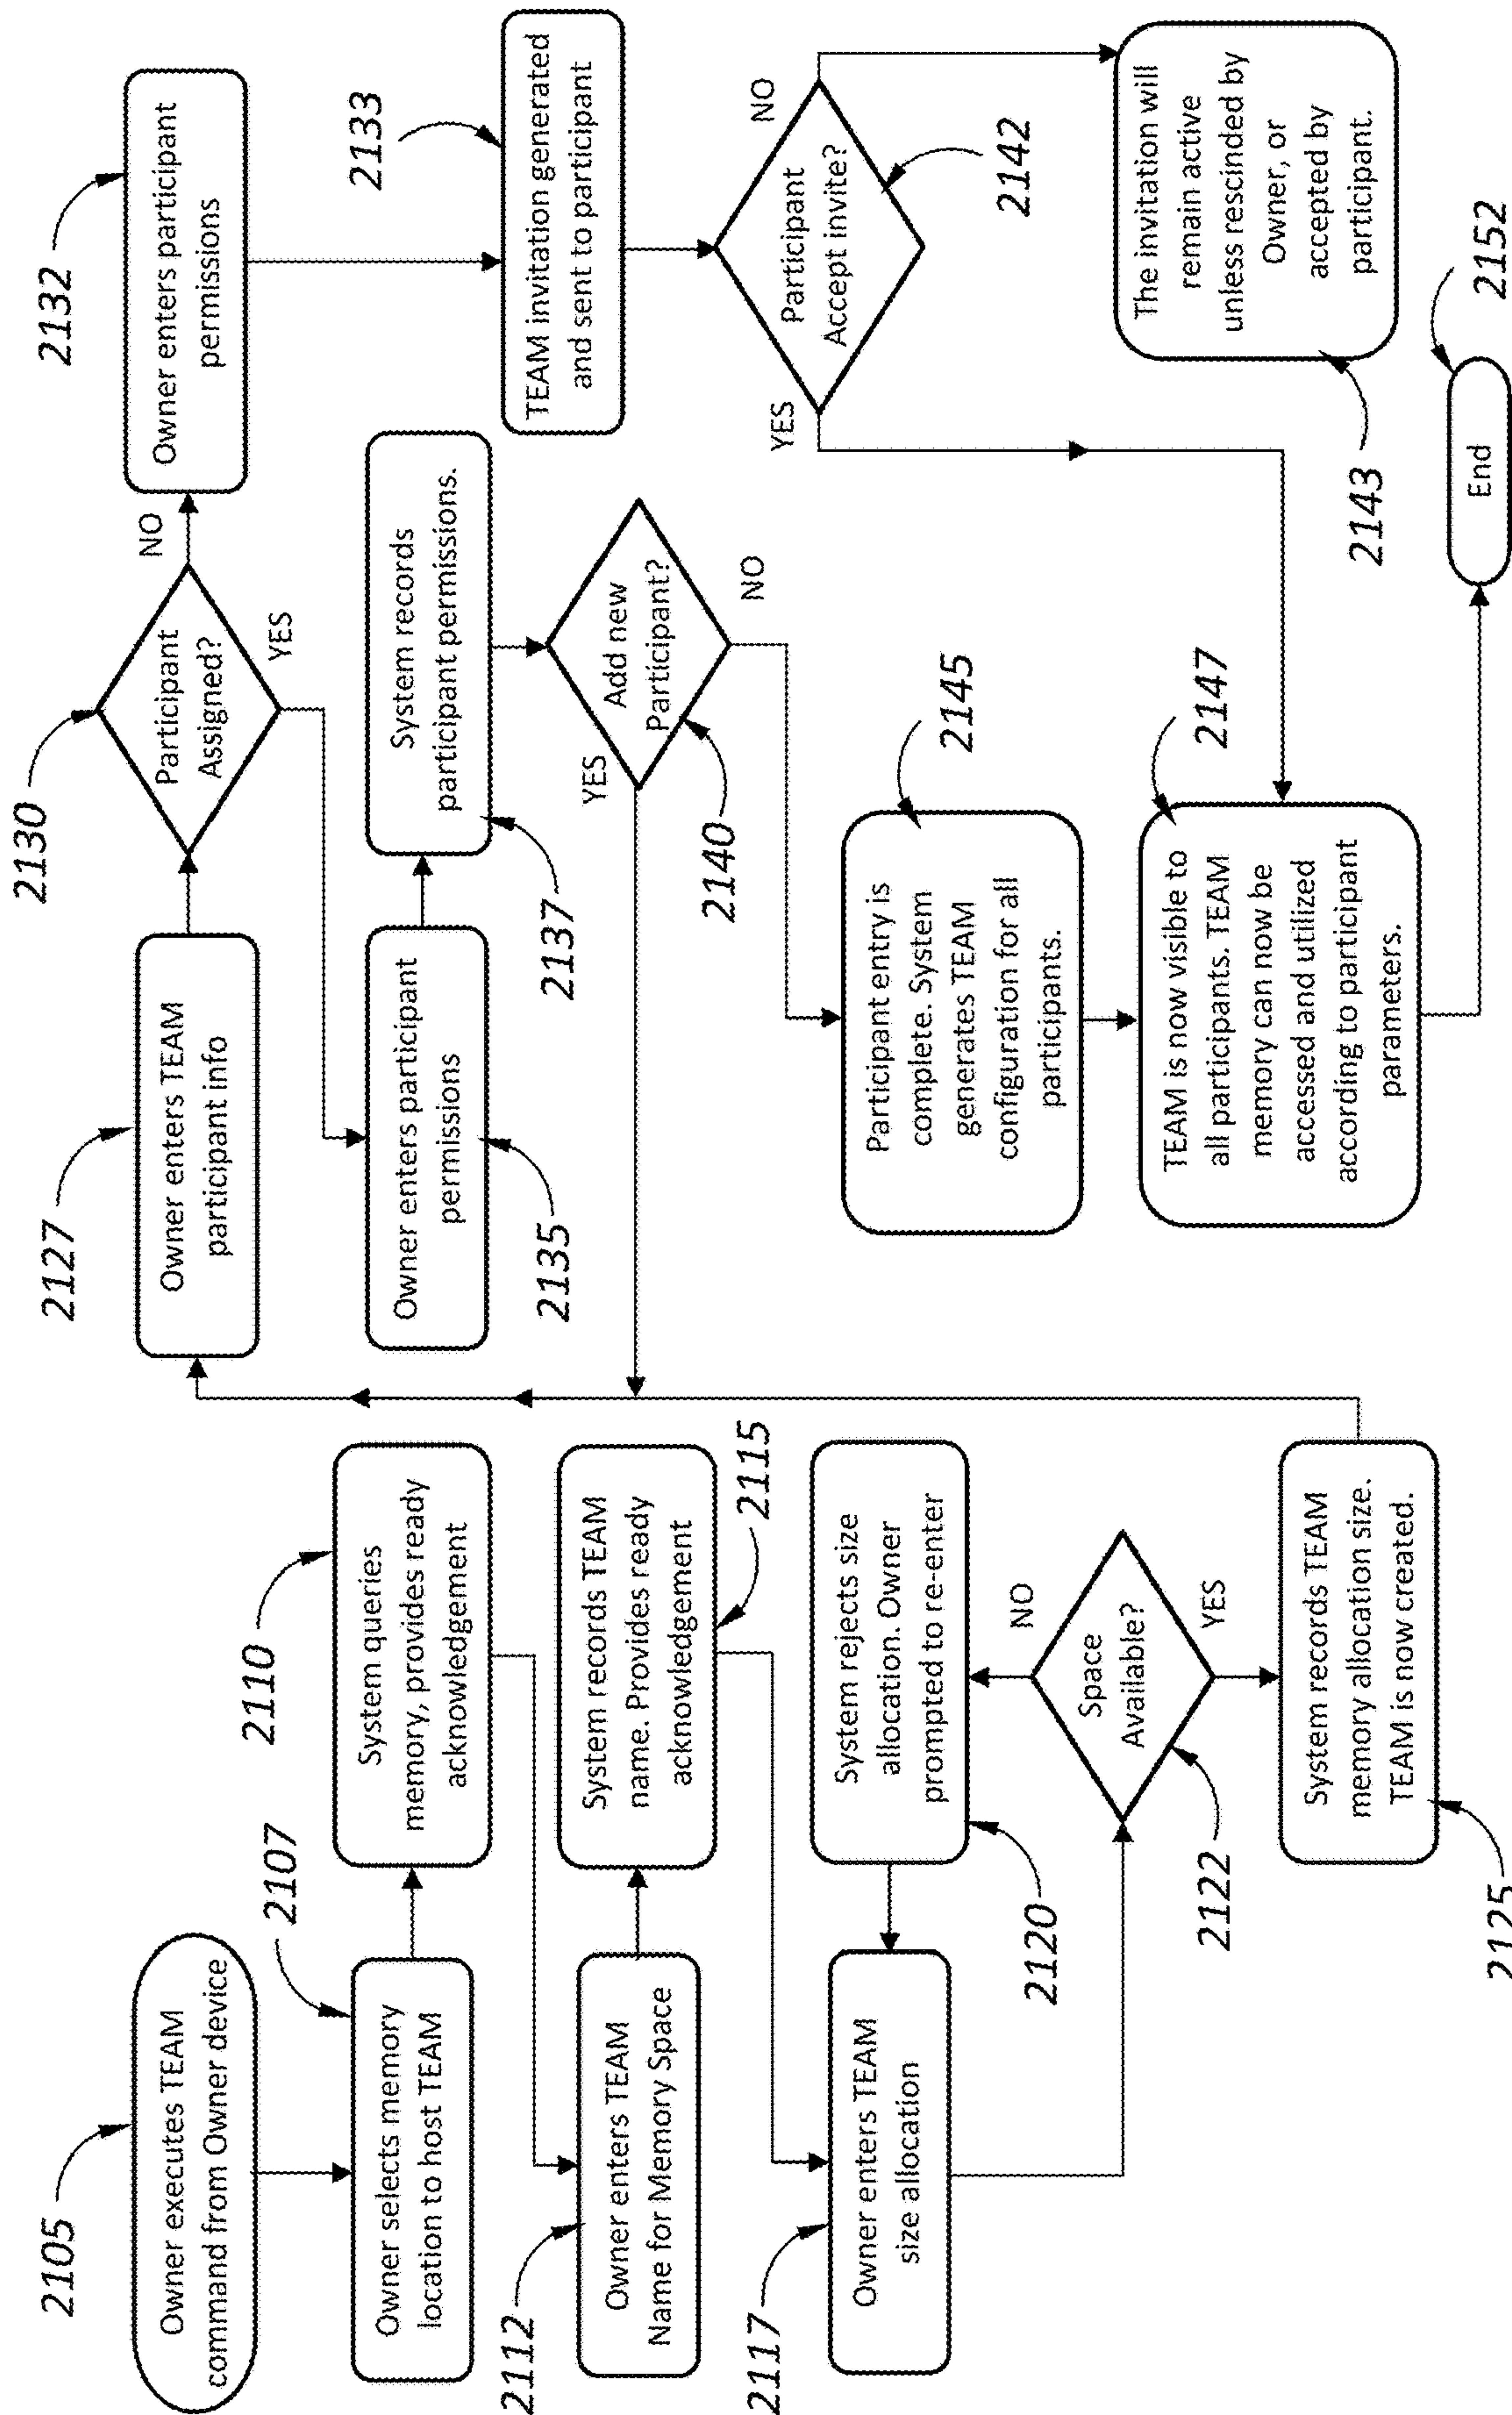 2105
Owner executes TEAM
command from Owner device
2107
Owner selects memory
location to host TEAM
2110
System queries
memory, provides ready
acknowledgement
2112
Owner enters TEAM
Name for Memory Space
System records TEAM
name. Provides ready
acknowledgement
2115
2117
Owner enters TEAM
size allocation
System rejects size
allocation. Owner
prompted to re-enter
2120
NO
Space
Available?
2122
YES
System records TEAM
memory allocation size.
TEAM is now created.
2125
2127
Owner enters TEAM
participant info
2130
Participant
Assigned?
NO
YES
2132
Owner enters participant
permissions
2133
TEAM invitation generated
and sent to participant
Owner enters participant
permissions
2135
System records
participant permissions.
2137
YES
Add new
Participant?
2140
NO
YES
Participant
Accept invite?
NO
2142
2145
Participant entry is
complete. System
generates TEAM
configuration for all
participants.
2147
TEAM is now visible to
all participants. TEAM
memory can now be
accessed and utilized
according to participant
parameters.
The invitation will
remain active
unless rescinded by
Owner, or
accepted by
participant.
2143
2152
End